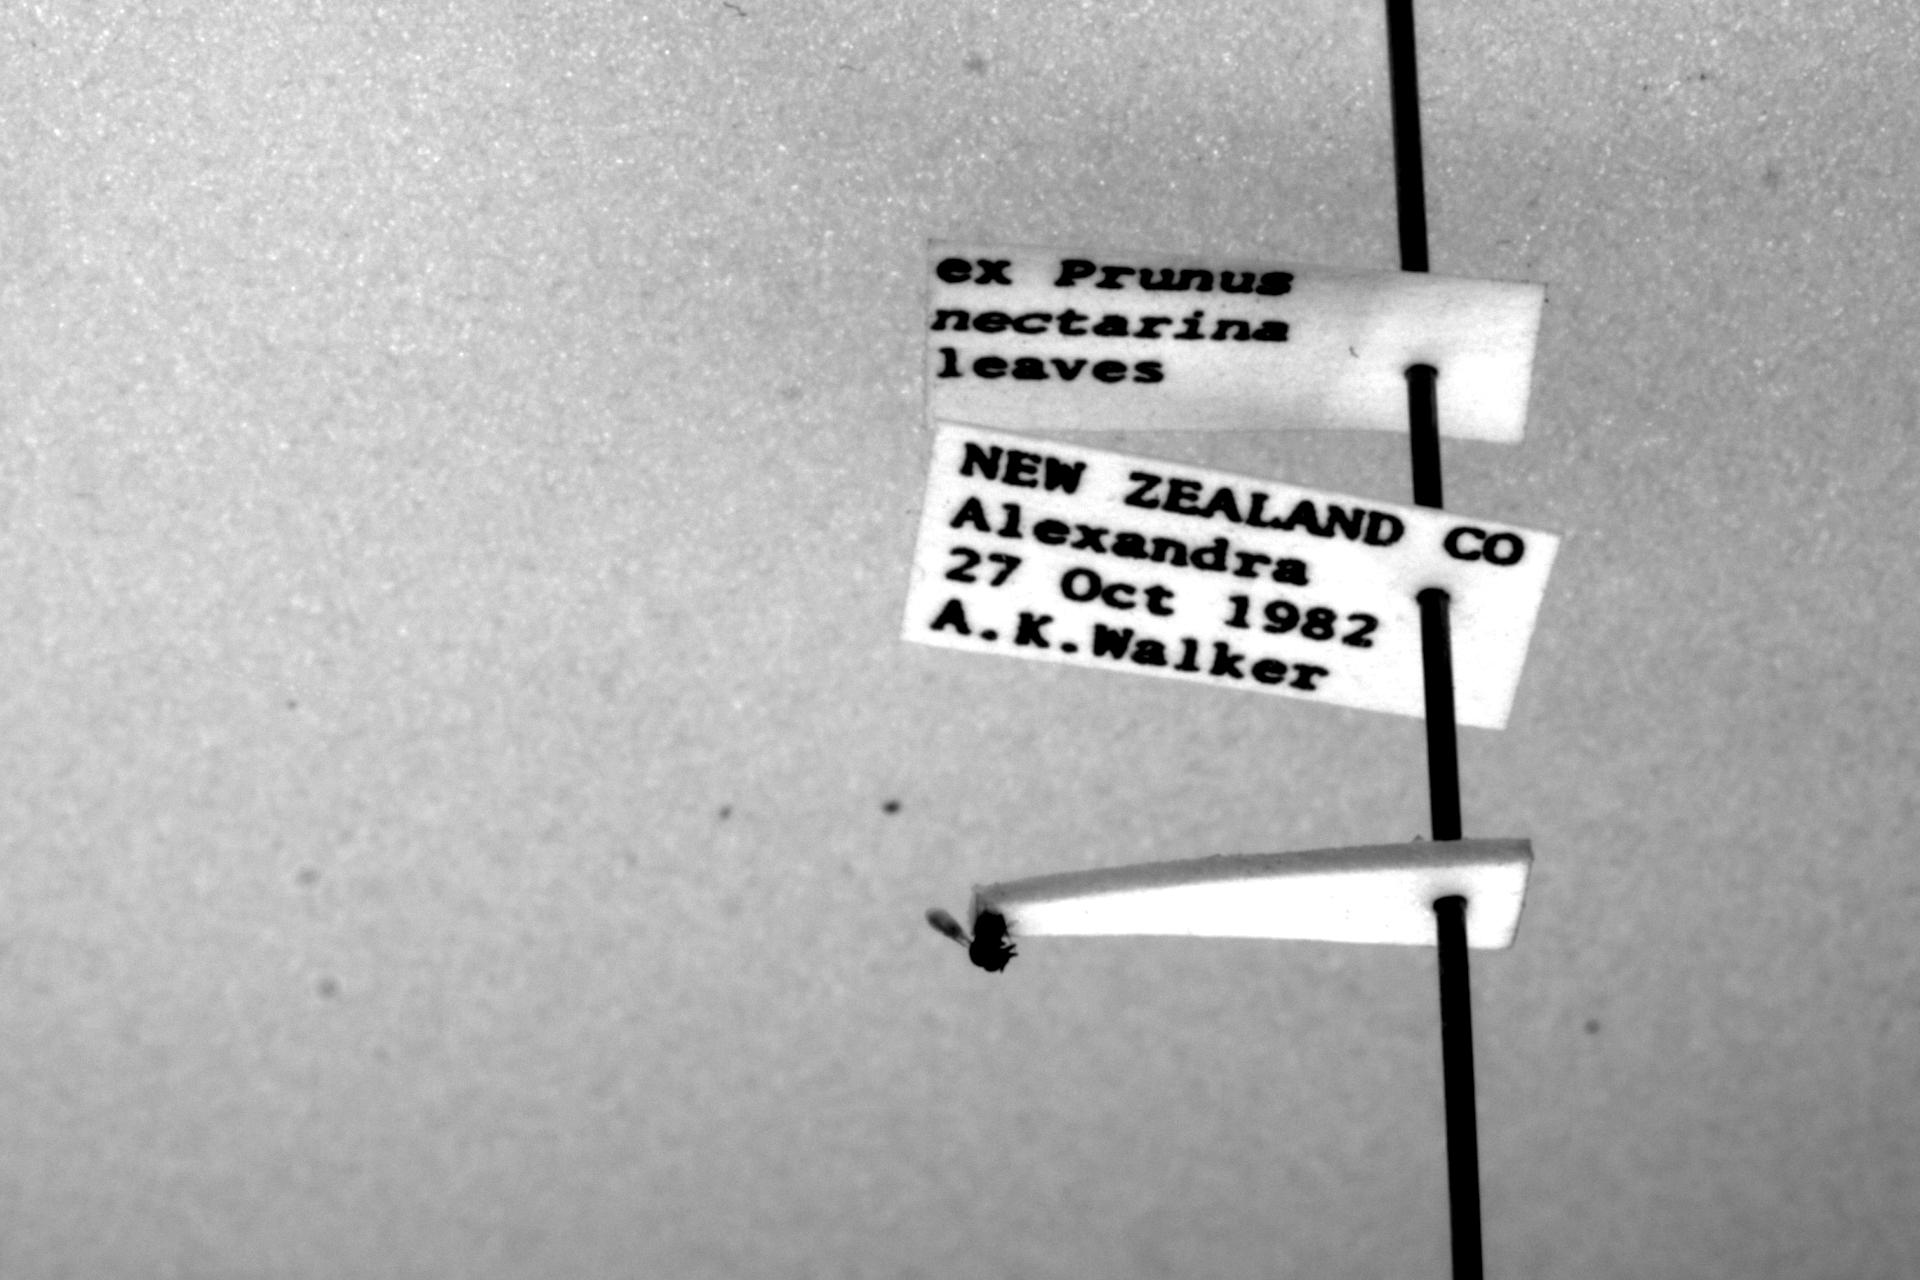 ex Prunus
nectarina
leaves
NEW ZEALAND CO
Alexandra
27 Oct 1982
A.K.Walker